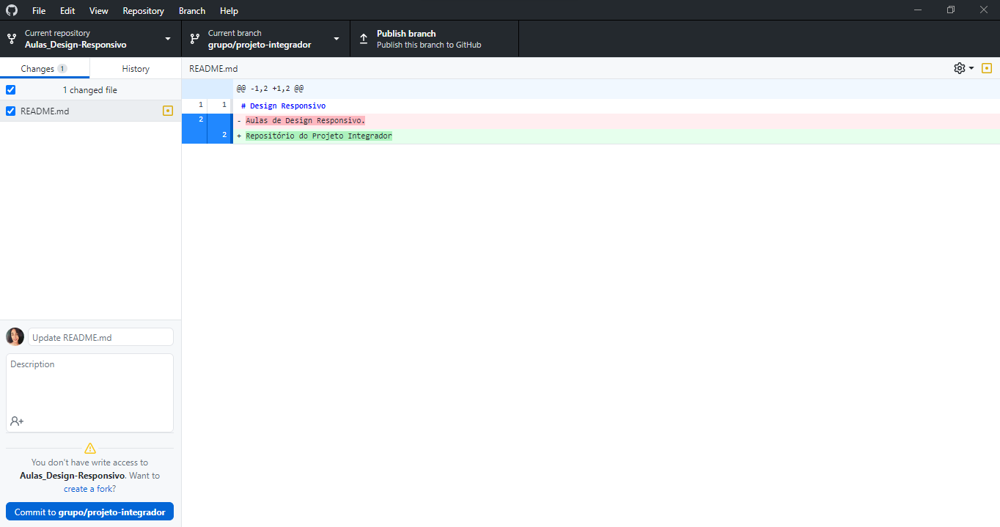 File Edit View Repository Branch Help
Current repository
Aulas_Design-Responsivo
Current branch
grupo/projeto-integrador
Publish branch
Publish this branch to GitHub
Changes 1
History
README.md
1 changed file
README.md
@@ -1,2 +1,2 @@
1 1 # Design Responsivo
2 - Aulas de Design Responsivo.
2 + Repositório do Projeto Integrador
Update README.md
Description
You don't have write access to
Aulas_Design-Responsivo. Want to
create a fork?
Commit to grupo/projeto-integrador